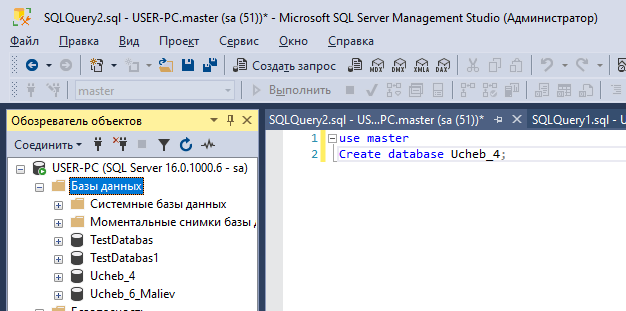 SQLQuery2.sql - USER-PC.master (sa (51))* - Microsoft SQL Server Management Studio (Администратор)
Файл Правка Вид Проект Сервис Окно Справка
Создать запрос MDX DMX XMLA DAX
master Выполнить
Обозреватель объектов
SQLQuery2.sql - US...PC.master (sa (51))* SQLQuery1.sql - U
Соединить
USER-PC (SQL Server 16.0.1000.6 - sa)
Базы данных
Системные базы данных
Моментальные снимки базы д
TestDatabas
TestDatabas1
Ucheb_4
Ucheb_6_Maliev
1 use master
2 Create database Ucheb_4;